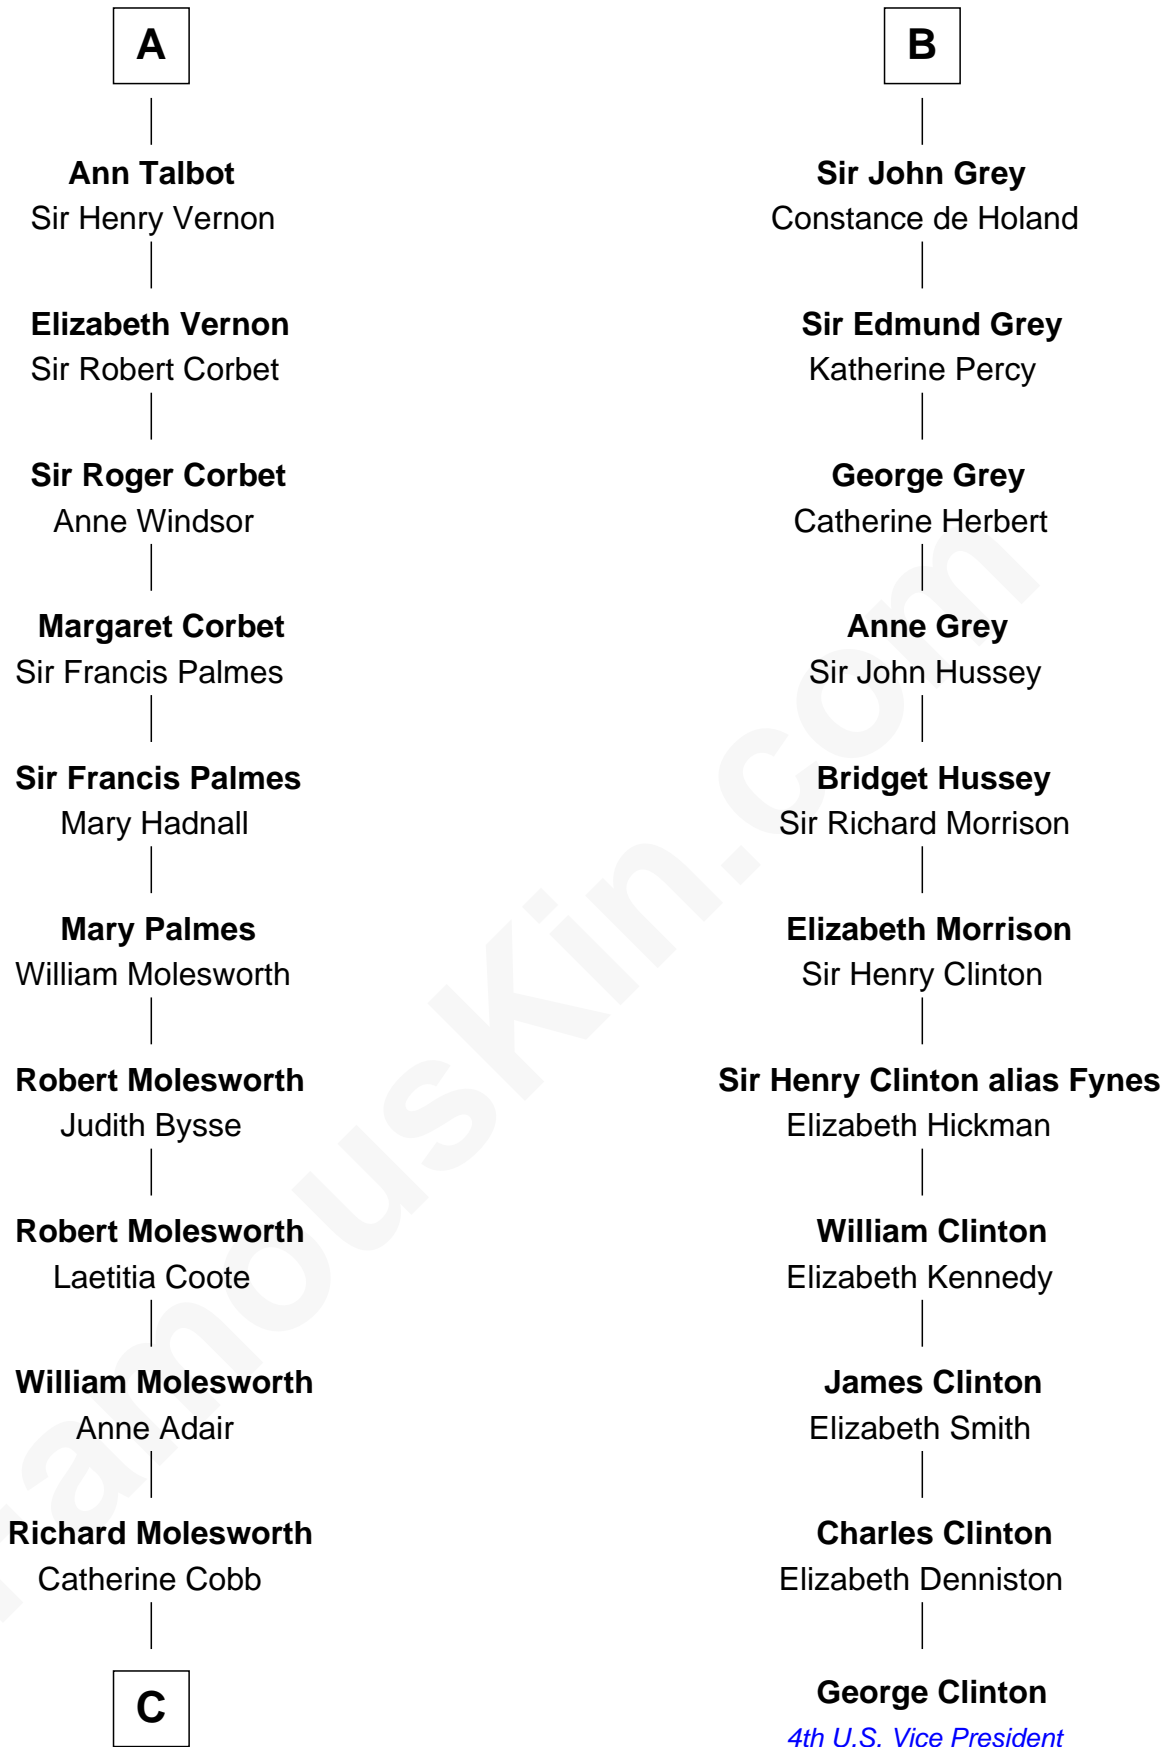 A
Ann Talbot
Sir Henry Vernon
Elizabeth Vernon
Sir Robert Corbet
Sir Roger Corbet
Anne Windsor
Margaret Corbet
Sir Francis Palmes
Sir Francis Palmes
Mary Hadnall
Mary Palmes
William Molesworth
Robert Molesworth
Judith Bysse
Robert Molesworth
Laetitia Coote
William Molesworth
Anne Adair
Richard Molesworth
Catherine Cobb
C
B
Sir John Grey
Constance de Holand
Sir Edmund Grey
Katherine Percy
George Grey
Catherine Herbert
Anne Grey
Sir John Hussey
Bridget Hussey
Sir Richard Morrison
Elizabeth Morrison
Sir Henry Clinton
Sir Henry Clinton alias Fynes
Elizabeth Hickman
William Clinton
Elizabeth Kennedy
James Clinton
Elizabeth Smith
Charles Clinton
Elizabeth Denniston
George Clinton
4th U.S. Vice President
FamousKin.com